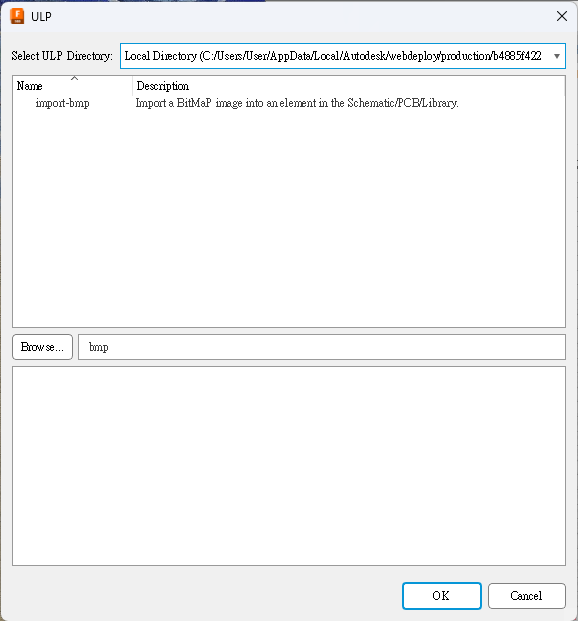 ULP
Select ULP Directory: Local Directory (C:/Users/User/AppData/Local/Autodesk/webdeploy/production/b4885f422
Name Description
import-bmp Import a BitMaP image into an element in the Schematic/PCB/Library.
Browse... bmp
OK Cancel